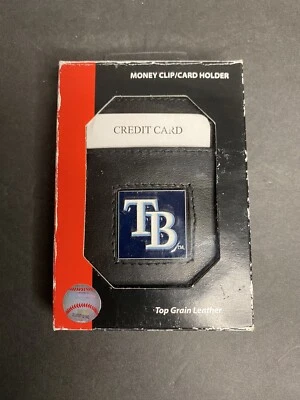 MONEY CLIP/CARD HOLDER
CREDIT CARD
TB
Top Grain Leather